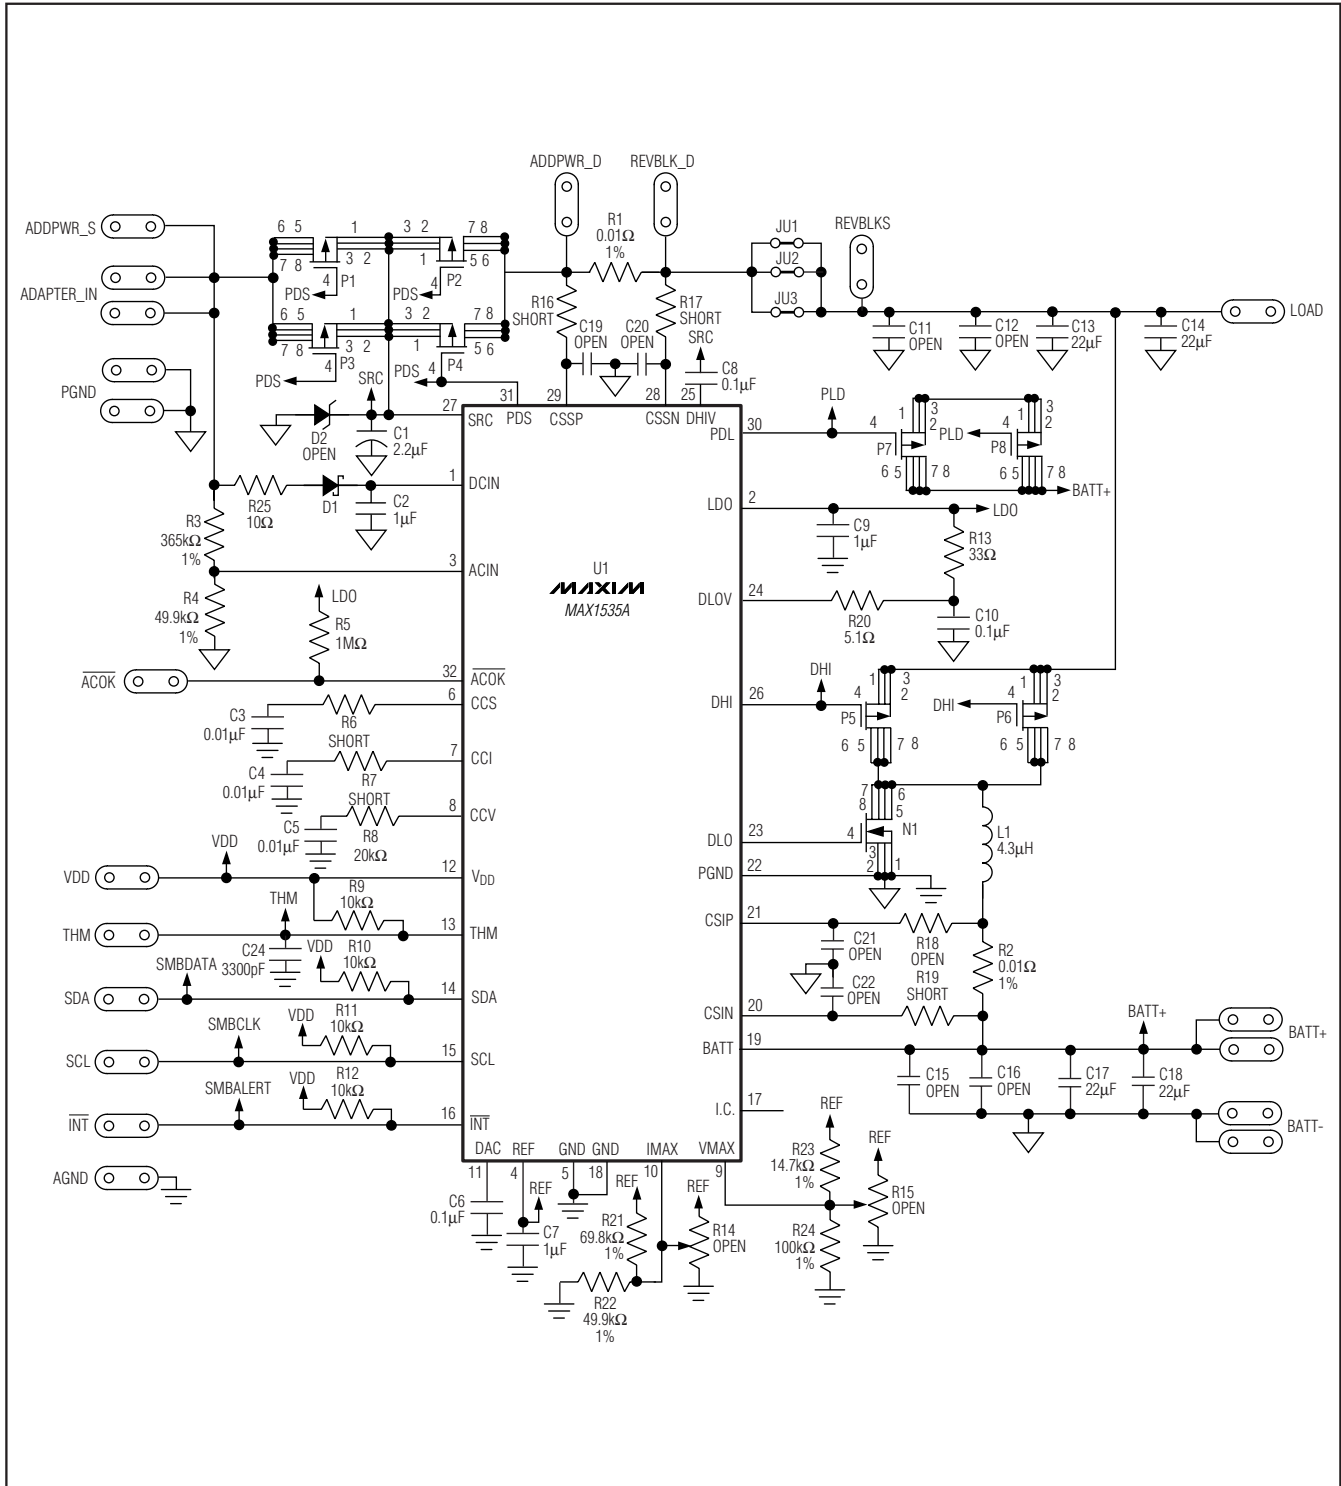 ADDPWR_D
REVBLK_D
ADDPWR_S
ADAPTER_IN
PGND
6 5
1
3 2
7 8
7 8
3 2
1
5 6
4
P1
4
P2
PDS
PDS
6 5
1
3 2
7 8
7 8
3 2
1
5 6
4
P3
4
P4
PDS
PDS
R1
0.01Ω
1%
R16
SHORT
R17
SHORT
C19
OPEN
C20
OPEN
SRC
C8
0.1µF
JU1
JU2
JU3
REVBLKS
C11
OPEN
C12
OPEN
C13
22µF
C14
22µF
LOAD
SRC
D2
OPEN
C1
2.2µF
27
SRC
31
PDS
29
CSSP
28
CSSN
25
DHIV
R25
10Ω
D1
C2
1µF
1
DCIN
R3
365kΩ
1%
3
ACIN
R4
49.9kΩ
1%
LDO
R5
1MΩ
ACOK
32
ACOK
C3
0.01µF
R6
SHORT
6
CCS
C4
0.01µF
R7
SHORT
7
CCI
C5
0.01µF
R8
20kΩ
8
CCV
VDD
VDD
12
VDD
R9
10kΩ
THM
THM
13
THM
C24
3300pF
VDD
R10
10kΩ
SMBDATA
SDA
14
SDA
SMBCLK
VDD
R11
10kΩ
SCL
15
SCL
SMBALERT
VDD
R12
10kΩ
INT
16
INT
AGND
U1
MAXIM
MAX1535A
PDL
30
PLD
4
1
3
2
P7
6 5
7 8
PLD
4
1
3
2
P8
6 5
7 8
BATT+
LDO
2
LDO
C9
1µF
R13
33Ω
DLOV
24
R20
5.1Ω
C10
0.1µF
DHI
26
DHI
4
1
3
2
P5
6 5
7 8
DHI
4
1
3
2
P6
6 5
7 8
DLO
23
4
7
8
6
5
N1
3
2
1
L1
4.3µH
PGND
22
CSIP
21
R18
OPEN
C21
OPEN
C22
OPEN
R2
0.01Ω
1%
R19
SHORT
CSIN
20
BATT
19
BATT+
BATT+
C15
OPEN
C16
OPEN
C17
22µF
C18
22µF
BATT-
I.C.
17
DAC
11
REF
4
GND
5
GND
18
IMAX
10
VMAX
9
C6
0.1µF
REF
C7
1µF
REF
R21
69.8kΩ
1%
R22
49.9kΩ
1%
REF
R14
OPEN
REF
R23
14.7kΩ
1%
R24
100kΩ
1%
REF
R15
OPEN